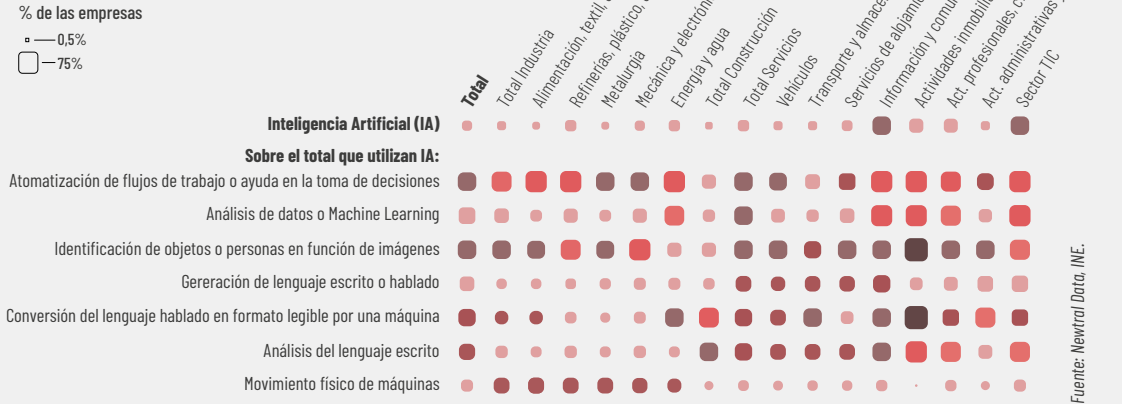 % de las empresas
0,5%
75%
Total
Total Industria
Alimentación, textil,
Refinerías, plástico,
Metalurgia
Mecánica y electróni
Energía y agua
Total Construcción
Total Servicios
Vehículos
Transporte y almace
Servicios de alojami
Información y comu
Actividades inmobili
Act. profesionales, c
Act. administrativas
Sector TIC
Inteligencia Artificial (IA)
Sobre el total que utilizan IA:
Atomatización de flujos de trabajo o ayuda en la toma de decisiones
Análisis de datos o Machine Learning
Identificación de objetos o personas en función de imágenes
Gereración de lenguaje escrito o hablado
Conversión del lenguaje hablado en formato legible por una máquina
Análisis del lenguaje escrito
Movimiento físico de máquinas
Fuente: Newtral Data, INE.